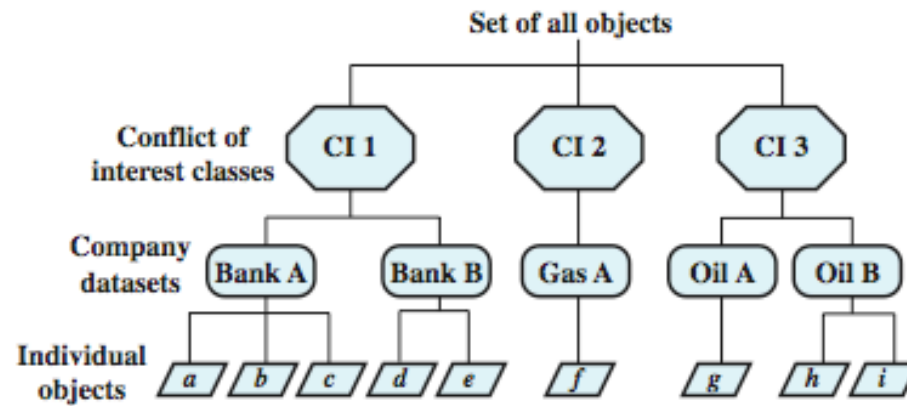 Set of all objects
Conflict of
interest classes
CI 1
CI 2
CI 3
Company
datasets
Bank A
Bank B
Gas A
Oil A
Oil B
Individual
objects
a
b
c
d
e
f
g
h
i